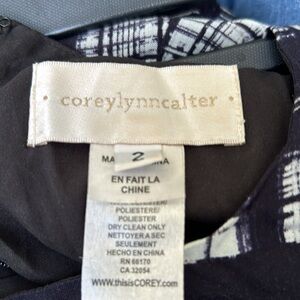 coreylynncalter
2
MA
EN FAIT LA
CHINE
POLIESTERE/
POLIESTER
DRY CLEAN ONLY
NETTOYER A SEC
SEULEMENT
HECHO EN CHINA
RN 66170
CA 32054
www.thisisCOREY.com